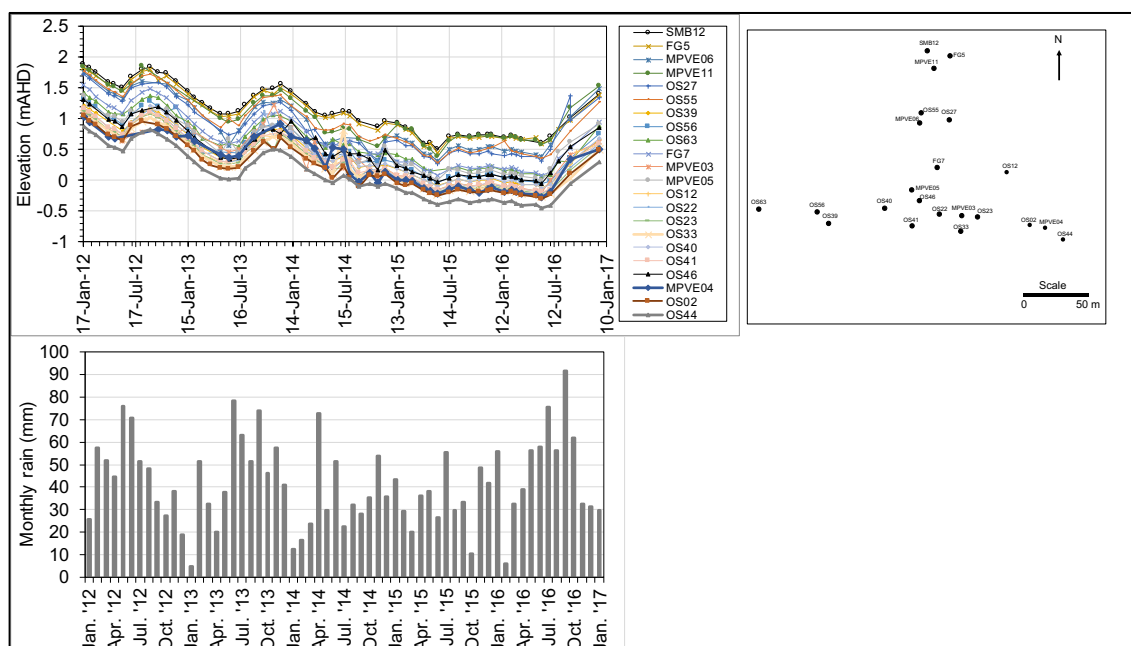 2.5
2
1.5
1
0.5
0
-0.5
-1
Elevation (mAHD)
17-Jan-12
17-Jul-12
15-Jan-13
16-Jul-13
14-Jan-14
15-Jul-14
13-Jan-15
14-Jul-15
12-Jan-16
12-Jul-16
10-Jan-17
SMB12
FG5
MPVE06
MPVE11
OS27
OS55
OS39
OS56
OS63
FG7
MPVE03
MPVE05
OS12
OS22
OS23
OS33
OS40
OS41
OS46
MPVE04
OS02
OS44
SMB12
FG5
MPVE11
N
OS55
OS27
MPVE06
FG7
OS12
MPVE05
OS46
OS63
OS56
OS40
OS22
MPVE03
OS23
OS39
OS41
OS33
OS02
MPVE04
OS44
Scale
0 50 m
100
90
80
70
60
50
40
30
20
10
0
Monthly rain (mm)
Jan. '12
Apr. '12
Jul. '12
Oct. '12
Jan. '13
Apr. '13
Jul. '13
Oct. '13
Jan. '14
Apr. '14
Jul. '14
Oct. '14
Jan. '15
Apr. '15
Jul. '15
Oct. '15
Jan. '16
Apr. '16
Jul. '16
Oct. '16
Jan. '17